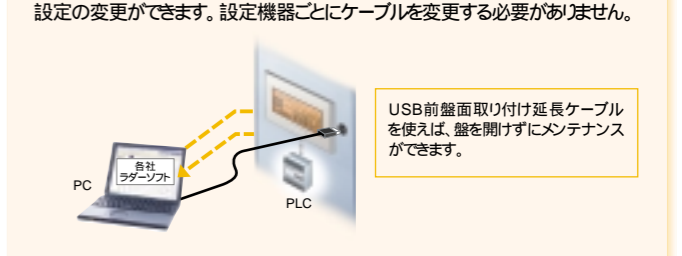 設定の変更ができます。設定機器ごとにケーブルを変更する必要がありません。
USB前盤面取り付け延長ケーブル
を使えば、盤を開けずにメンテナンス
ができます。
各社
ラダーソフト
PC
PLC